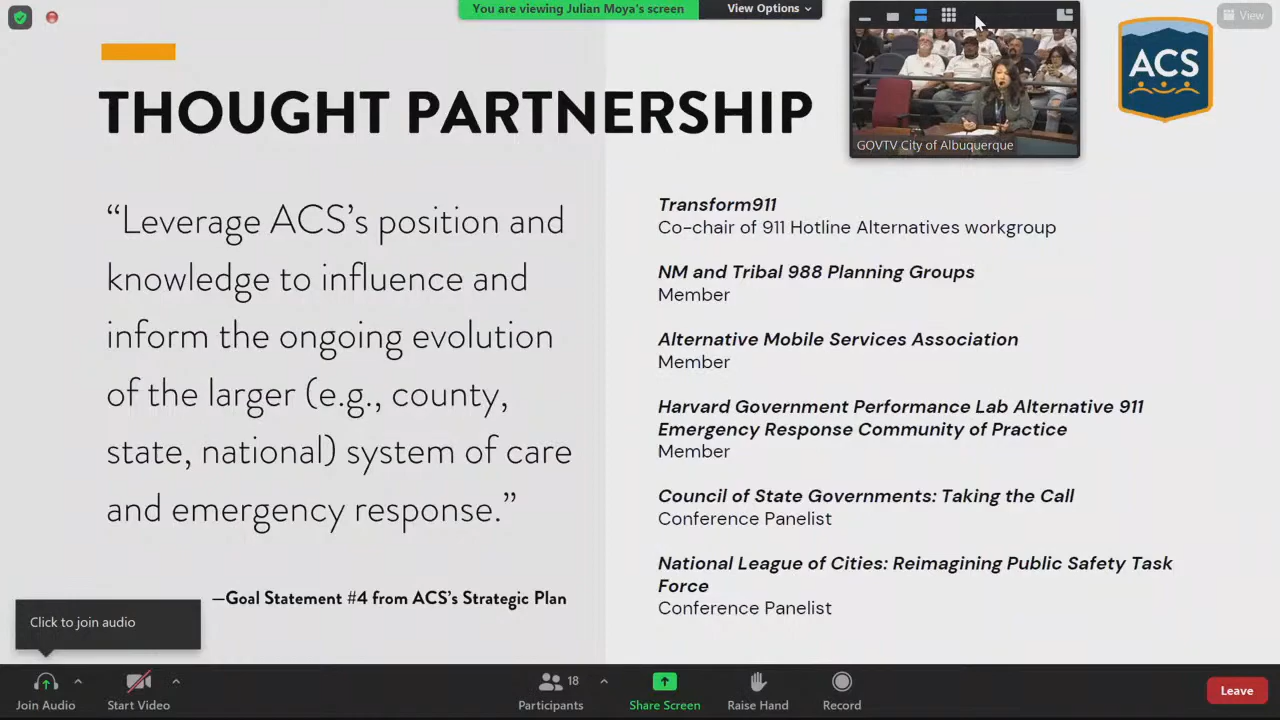 You are viewing Julian Moya's screen
View Options
View
GOVTV City of Albuquerque
ACS
THOUGHT PARTNERSHIP
“Leverage ACS’s position and
knowledge to influence and
inform the ongoing evolution
of the larger (e.g., county,
state, national) system of care
and emergency response.”
—Goal Statement #4 from ACS’s Strategic Plan
Transform911
Co-chair of 911 Hotline Alternatives workgroup
NM and Tribal 988 Planning Groups
Member
Alternative Mobile Services Association
Member
Harvard Government Performance Lab Alternative 911
Emergency Response Community of Practice
Member
Council of State Governments: Taking the Call
Conference Panelist
National League of Cities: Reimagining Public Safety Task
Force
Conference Panelist
Click to join audio
Join Audio
Start Video
18
Participants
Share Screen
Raise Hand
Record
Leave